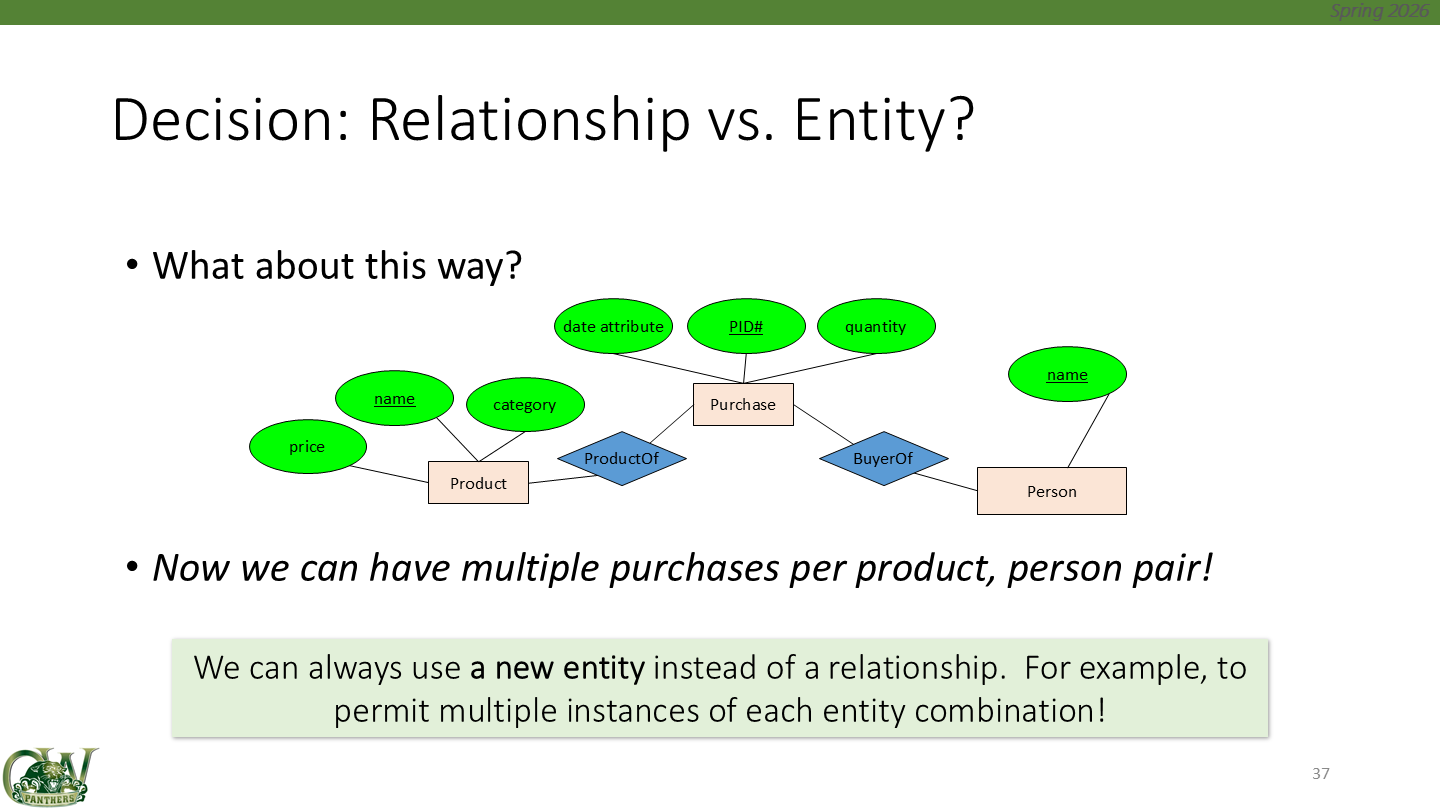 Spring 2026
Decision: Relationship vs. Entity?
• What about this way?
date attribute
PID#
quantity
name
name
category
price
Purchase
ProductOf
BuyerOf
Product
Person
• Now we can have multiple purchases per product, person pair!
We can always use a new entity instead of a relationship.  For example, to
permit multiple instances of each entity combination!
OW
PANTHERS
37